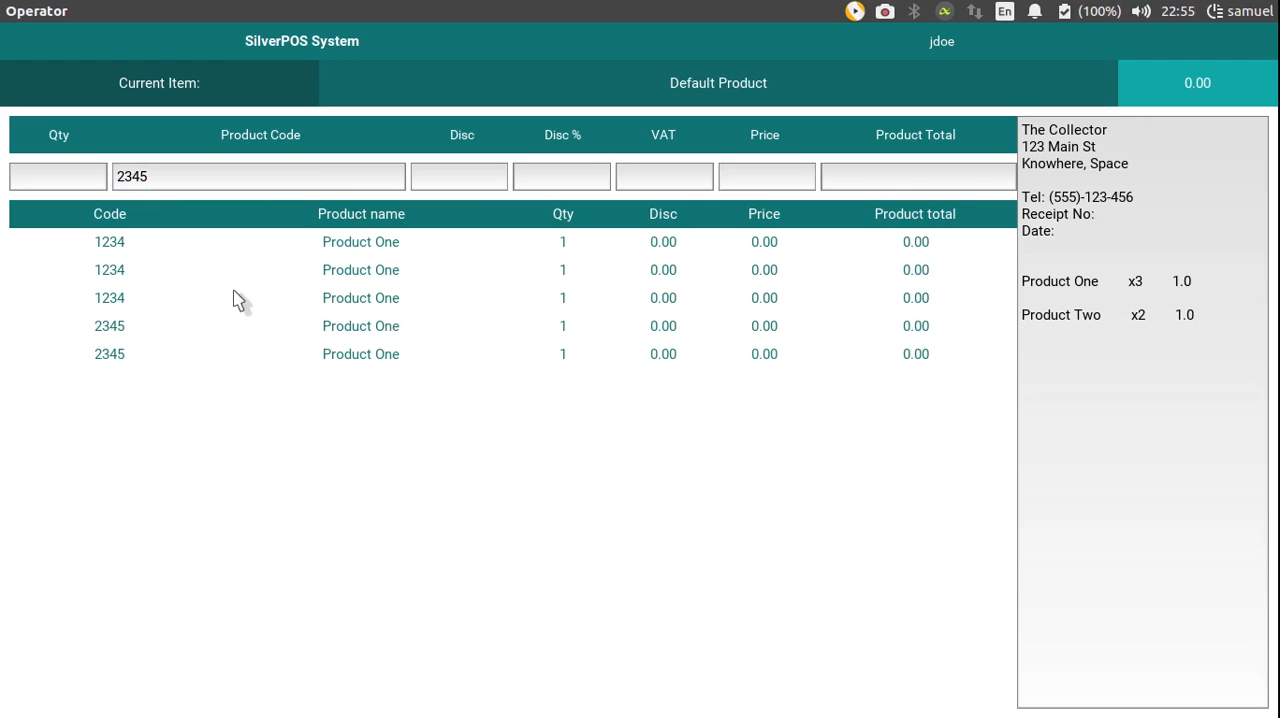 Operator En (100%) 22:55 samuel
SilverPOS System jdoe
Current Item: Default Product 0.00
Qty Product Code Disc Disc % VAT Price Product Total
2345
Code Product name Qty Disc Price Product total
1234 Product One 1 0.00 0.00 0.00
1234 Product One 1 0.00 0.00 0.00
1234 Product One 1 0.00 0.00 0.00
2345 Product One 1 0.00 0.00 0.00
2345 Product One 1 0.00 0.00 0.00
The Collector
123 Main St
Knowhere, Space
Tel: (555)-123-456
Receipt No:
Date:
Product One x3 1.0
Product Two x2 1.0